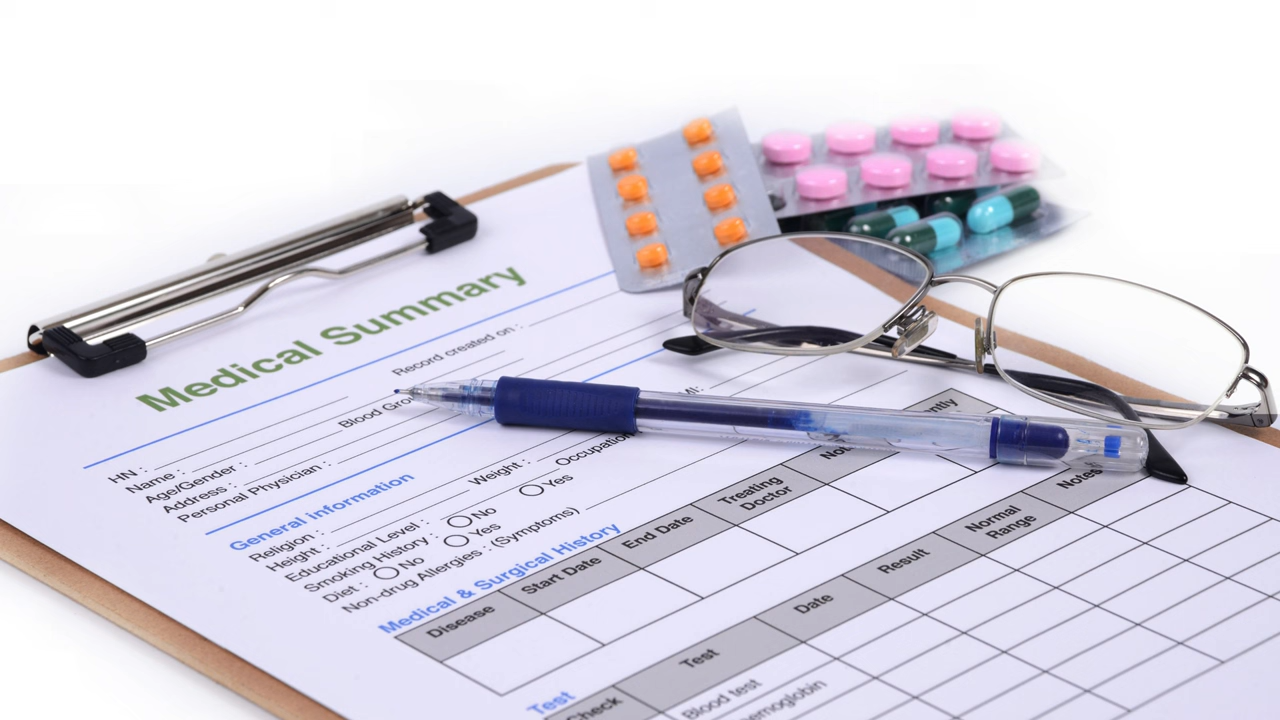 Medical Summary
Record created on :
HN :
Name :
Blood Gro
Age/Gender :
Address :
Personal Physician :
General information
Religion :
Weight :
Occupation
MI:
Height :
Educational Level :
Smoking History : No Yes
Diet : No Yes
Non-drug Allergies : (Symptoms)
Medical & Surgical History
Disease Start Date End Date Treating Doctor
Test
Check Test Date Result Normal Range Notes
Blood test
emoglobin